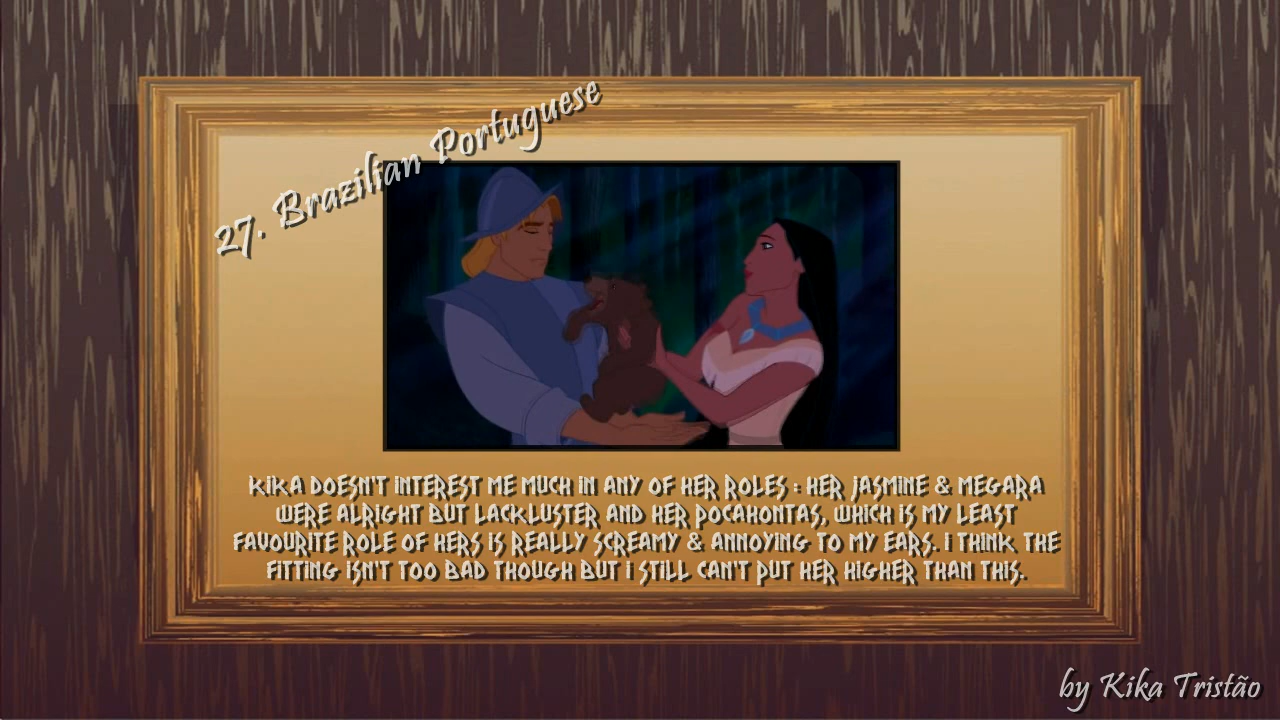 27. Brazilian Portuguese
KIKA DOESN'T INTEREST ME MUCH IN ANY OF HER ROLES : HER JASMINE & MEGARA
WERE ALRIGHT BUT LACKLUSTER AND HER POCAHONTAS, WHICH IS MY LEAST
FAVOURITE ROLE OF HERS IS REALLY SCREAMY & ANNOYING TO MY EARS. I THINK THE
FITTING ISN'T TOO BAD THOUGH BUT I STILL CAN'T PUT HER HIGHER THAN THIS.
by Kika Tristão